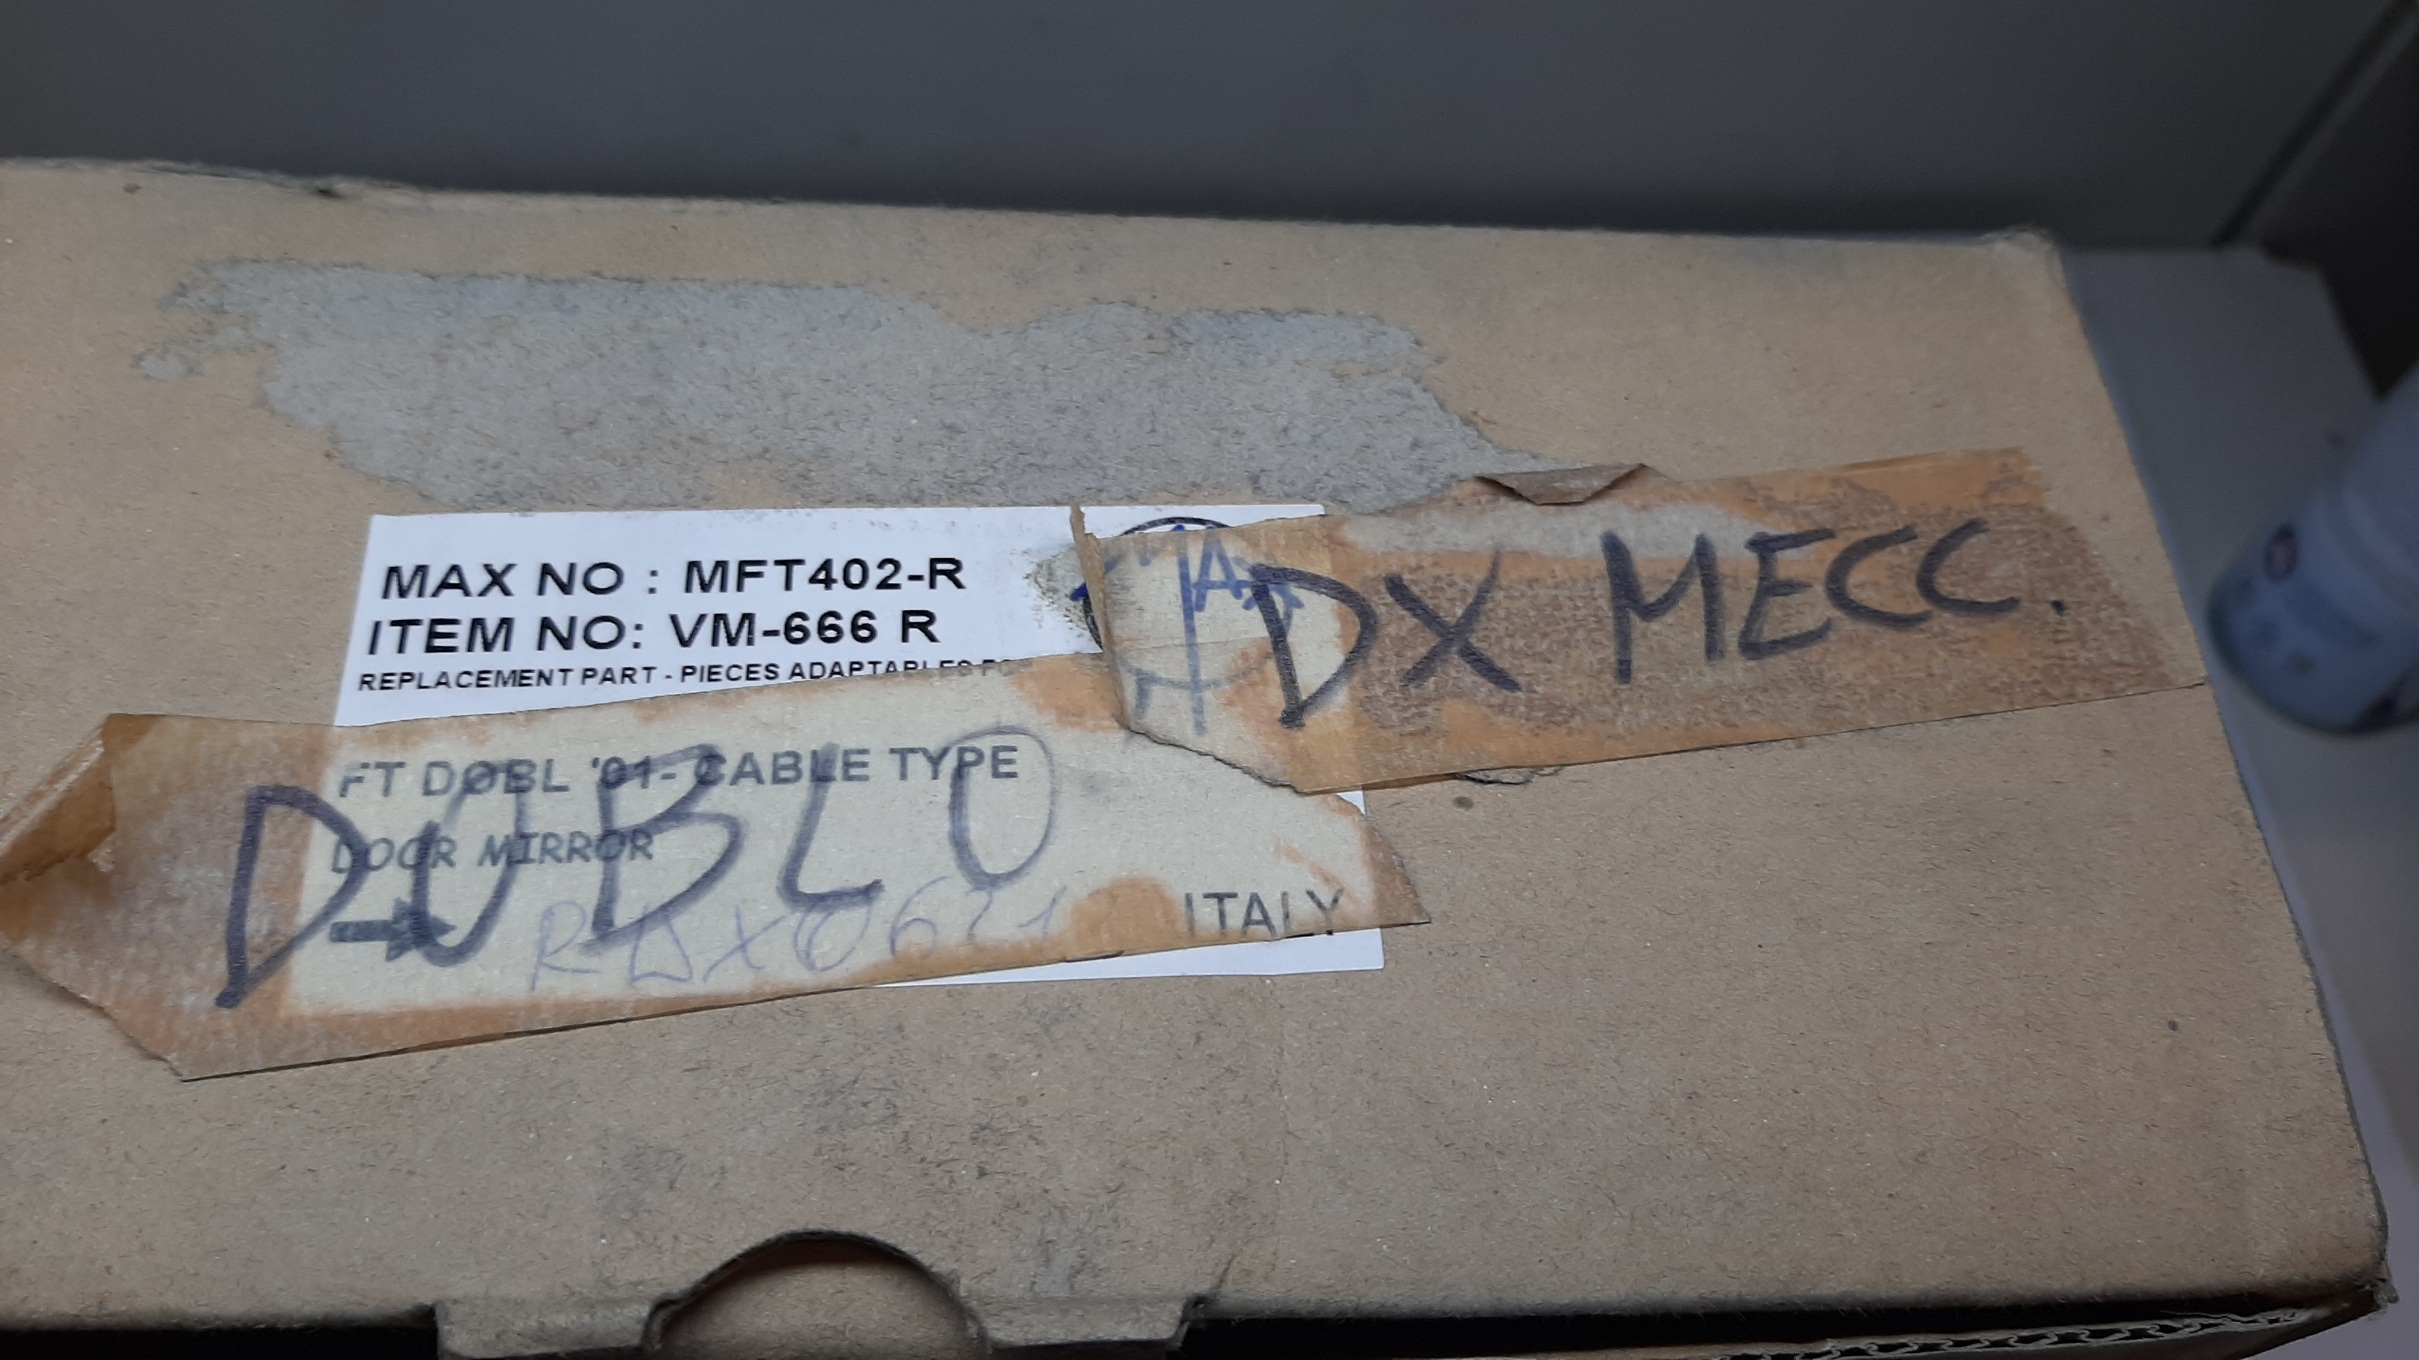 MAX NO : MFT402-R
ITEM NO: VM-666 R
REPLACEMENT PART - PIECES ADAPTABLES
MAX
DX MECC.
FT DOBL '01- CABLE TYPE
DOBLO
DOOR MIRROR
ITALY